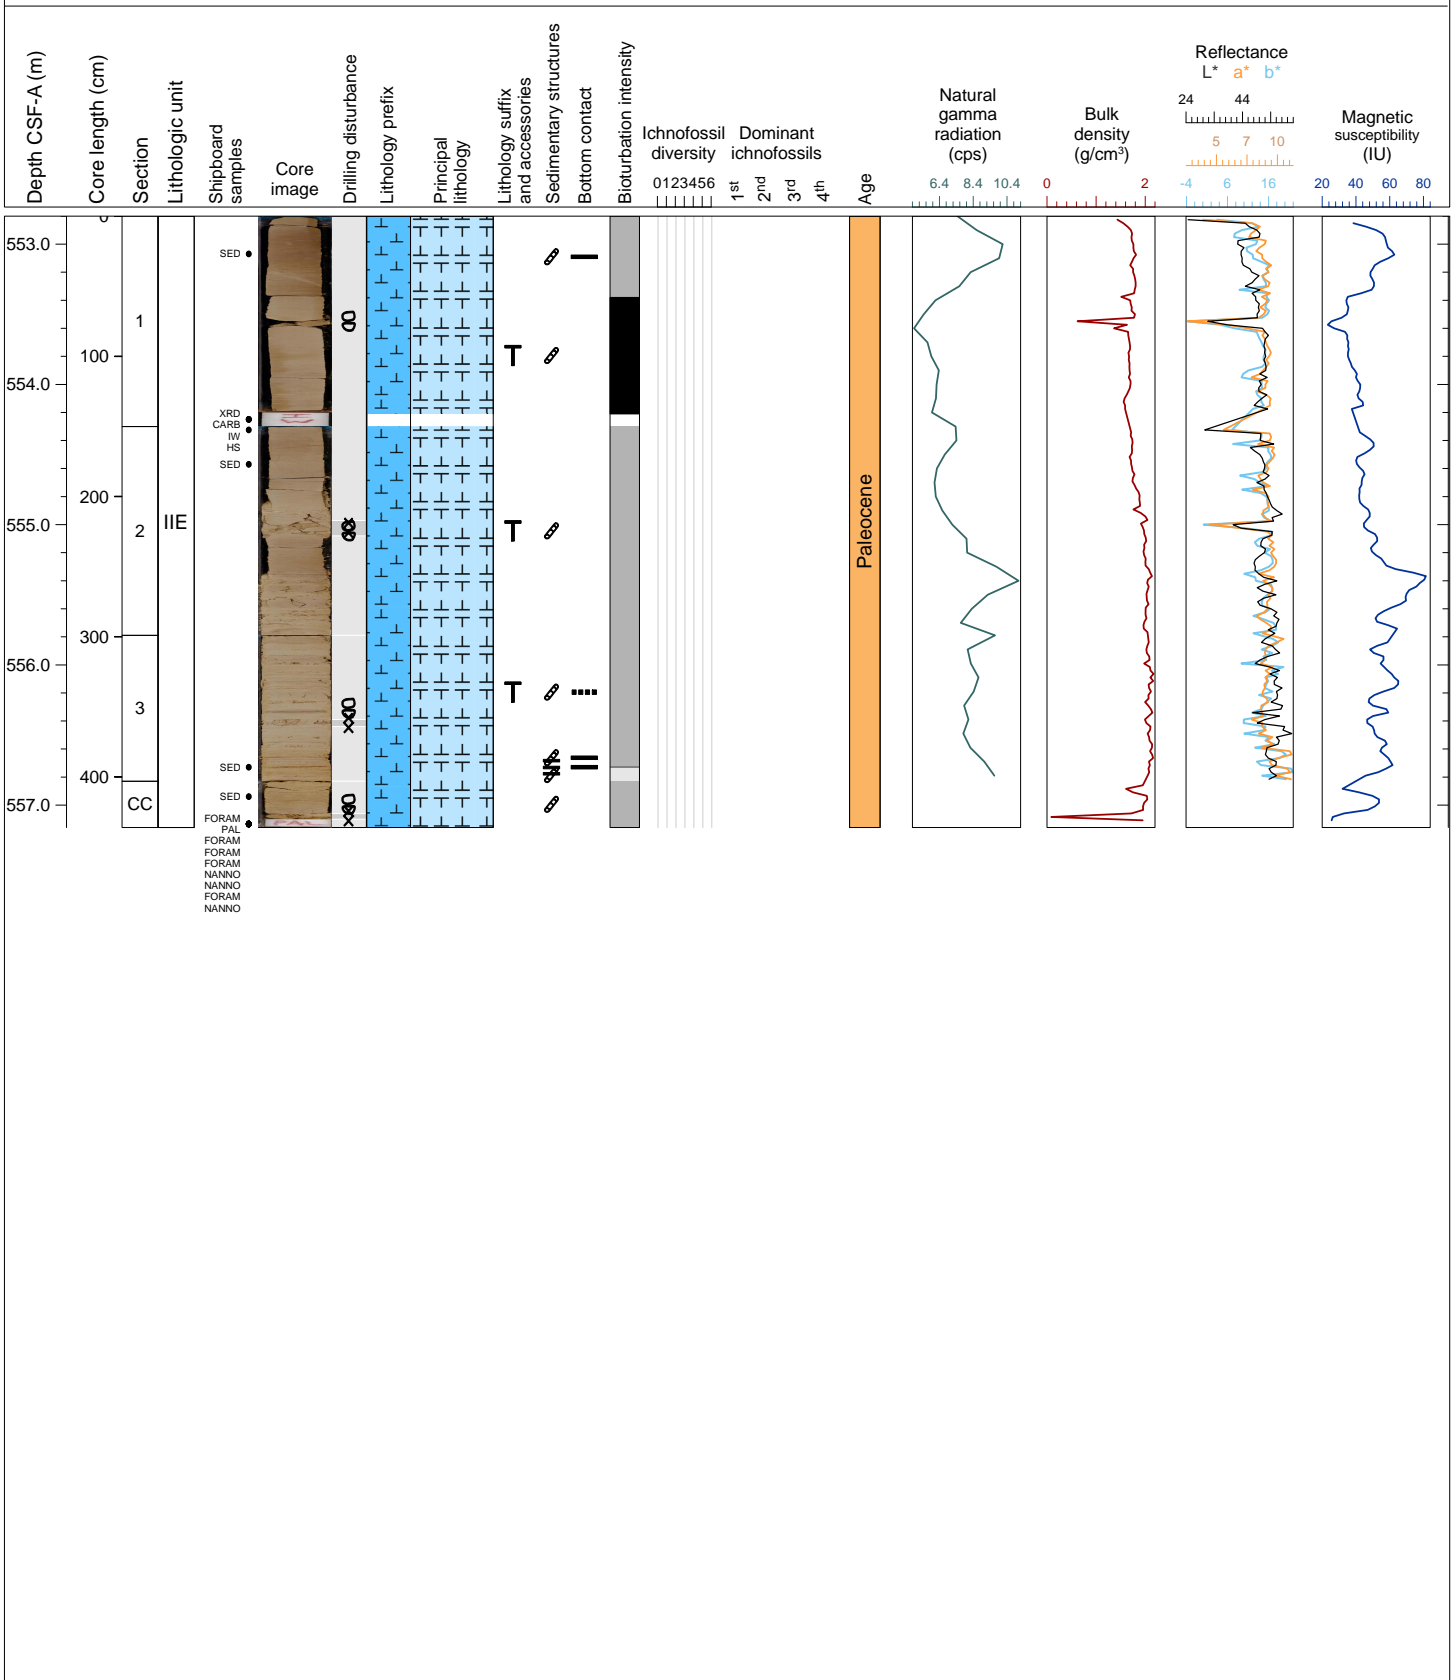 Depth CSF-A (m)
Core length (cm)
Section
Lithologic unit
Shipboard
samples
Core
image
Drilling disturbance
Lithology prefix
Principal
lithology
Lithology suffix
and accessories
Sedimentary structures
Bottom contact
Bioturbation intensity
Ichnofossil
diversity
0123456
Dominant
ichnofossils
1st
2nd
3rd
4th
Age
Natural
gamma
radiation
(cps)
6.4 8.4 10.4
Bulk
density
(g/cm³)
0 2
Reflectance
L* a* b*
24 44
5 7 10
-4 6 16
Magnetic
susceptibility
(IU)
20 40 60 80
0
553.0
SED
1
100
554.0
XRD
CARB
IW
HS
SED
200
555.0
2
IIE
Paleocene
300
556.0
3
400
SED
SED
CC
557.0
FORAM
PAL
PAL
FORAM
FORAM
FORAM
NANNO
NANNO
FORAM
NANNO